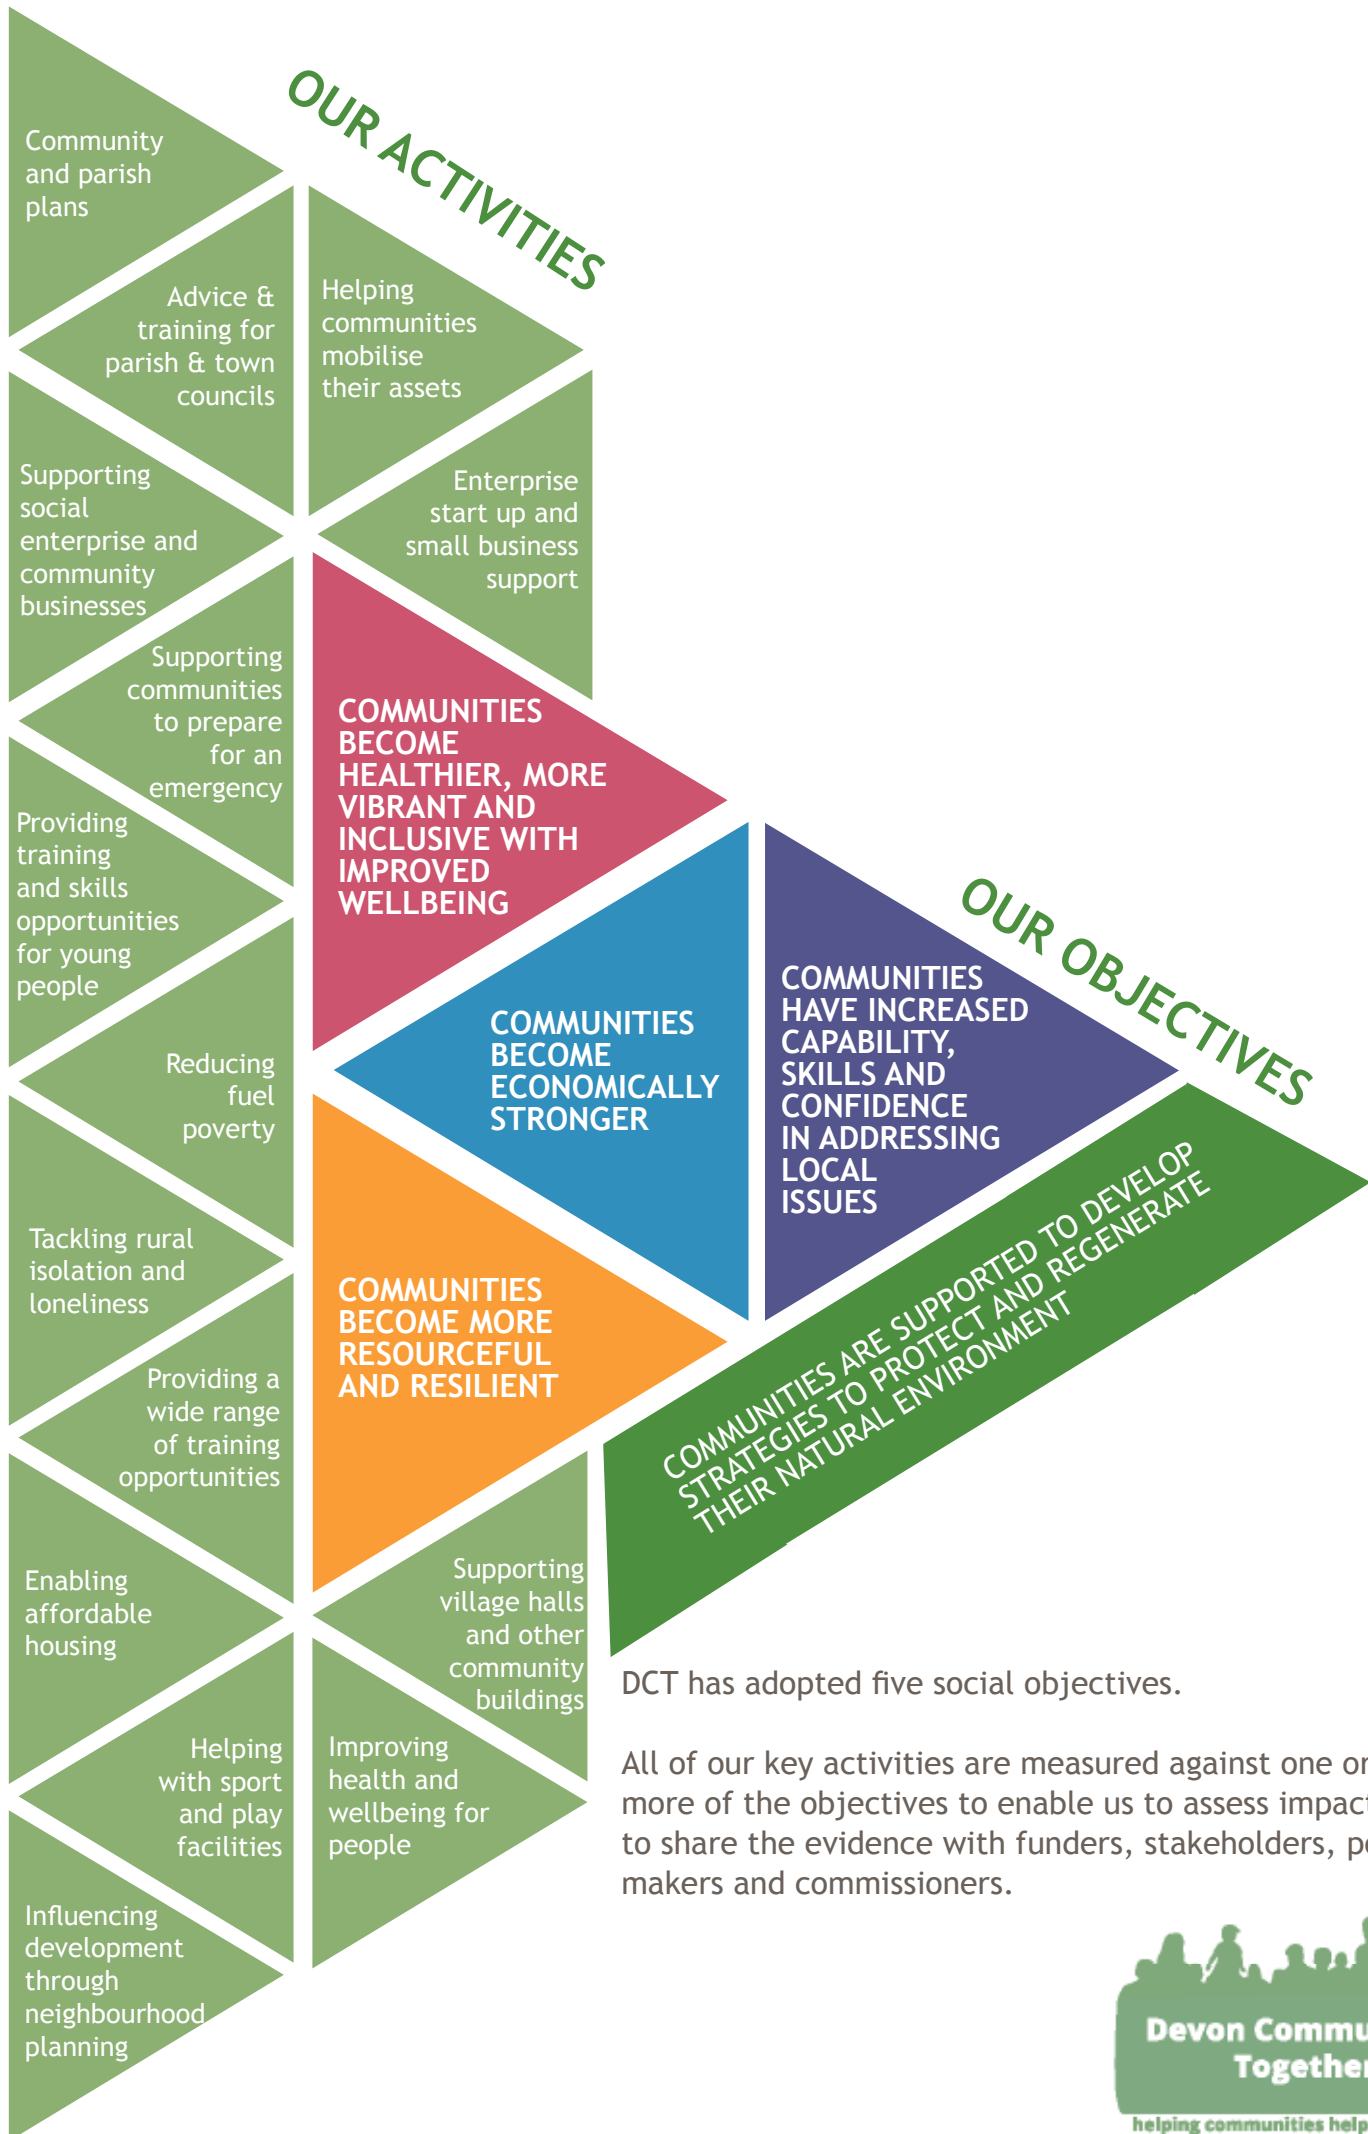 OUR ACTIVITIES
Community
and parish
plans
Advice &
training for
parish & town
councils
Helping
communities
mobilise
their assets
Supporting
social
enterprise and
community
businesses
Enterprise
start up and
small business
support
Supporting
communities
to prepare
for an
emergency
Providing
training
and skills
opportunities
for young
people
Reducing
fuel
poverty
Tackling rural
isolation and
loneliness
Providing a
wide range
of training
opportunities
Enabling
affordable
housing
Supporting
village halls
and other
community
buildings
Helping
with sport
and play
facilities
Improving
health and
wellbeing for
people
Influencing
development
through
neighbourhood
planning
OUR OBJECTIVES
COMMUNITIES
BECOME
HEALTHIER, MORE
VIBRANT AND
INCLUSIVE WITH
IMPROVED
WELLBEING
COMMUNITIES
BECOME
ECONOMICALLY
STRONGER
COMMUNITIES
HAVE INCREASED
CAPABILITY,
SKILLS AND
CONFIDENCE
IN ADDRESSING
LOCAL
ISSUES
COMMUNITIES
BECOME MORE
RESOURCEFUL
AND RESILIENT
COMMUNITIES ARE SUPPORTED TO DEVELOP
STRATEGIES TO PROTECT AND REGENERATE
THEIR NATURAL ENVIRONMENT
DCT has adopted five social objectives.
All of our key activities are measured against one or
more of the objectives to enable us to assess impact
to share the evidence with funders, stakeholders,
makers and commissioners.
Devon
Together
helping communities